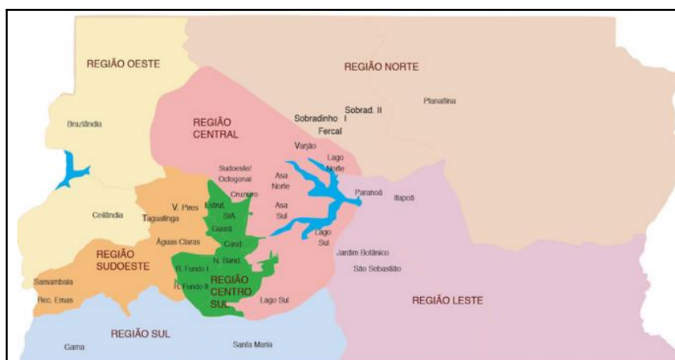 REGIÃO OESTE
REGIÃO NORTE
Brazlândia
Sobrad. II
Planaltina
Sobradinho I
Fercal
REGIÃO
CENTRAL
Varjão
Lago
Norte
Sudoeste/
Octogonal
Cruzeiro
Asa
Norte
Paranoá
Itapoã
V. Pires
Estrut.
SIA
Asa
Sul
Ceilândia
Taguatinga
Guará
Lago
Sul
Águas Claras
Cand.
Jardim Botânico
São Sebastião
REGIÃO
SUDOESTE
N. Band.
R. Fundo I
R. Fundo II
REGIÃO
CENTRO
SUL
Samambaia
Rec. Emas
Lago Sul
REGIÃO LESTE
REGIÃO SUL
Gama
Santa Maria